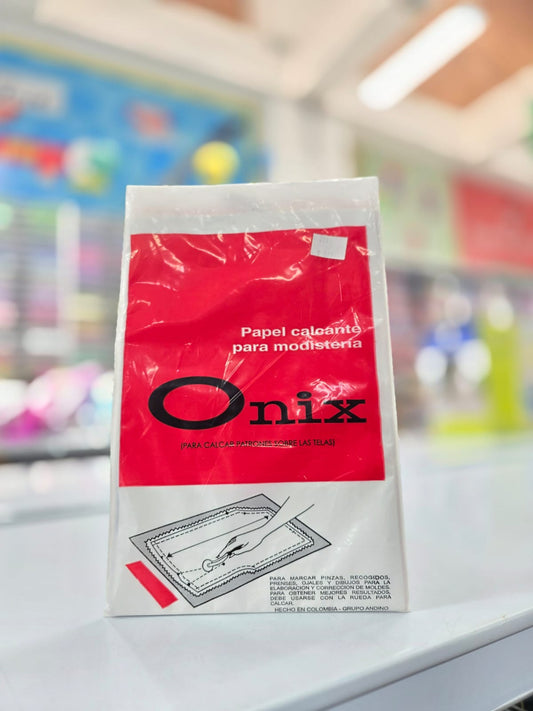 Papel calcante
para modistería
Onix
(PARA CALCAR PATRONES SOBRE LAS TELAS)
PARA MARCAR PINZAS, RECOGIDOS,
PRENSES, OJALES Y DIBUJOS PARA LA
ELABORACION Y CORRECCION DE MOLDES.
PARA OBTENER MEJORES RESULTADOS,
DEBE USARSE CON LA RUEDA PARA
CALCAR.
HECHO EN COLOMBIA - GRUPO ANDINO